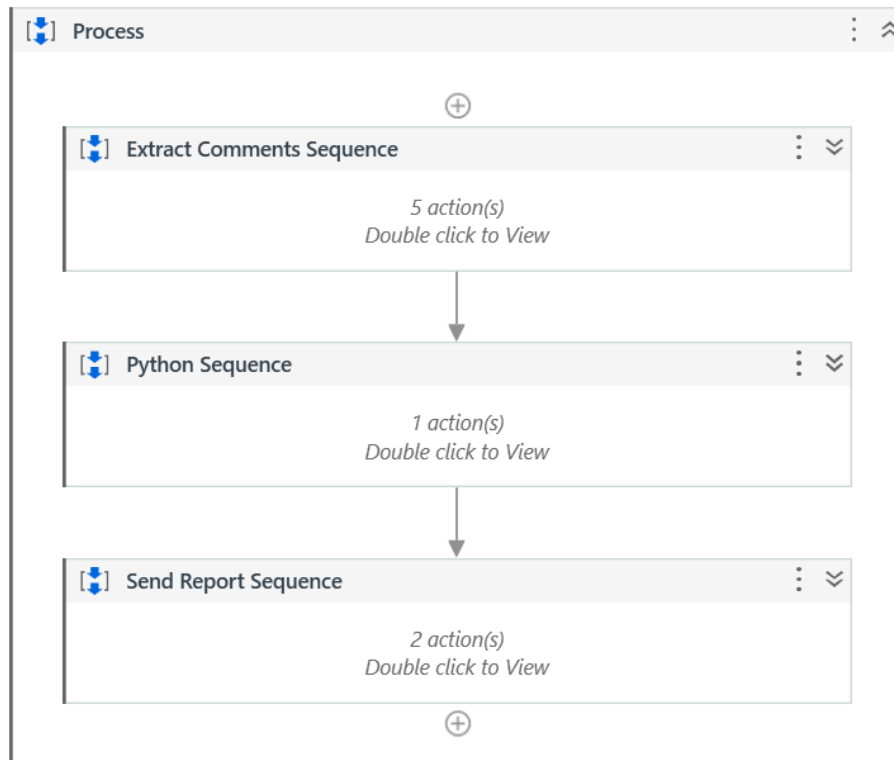 Process
Extract Comments Sequence
5 action(s)
Double click to View
Python Sequence
1 action(s)
Double click to View
Send Report Sequence
2 action(s)
Double click to View